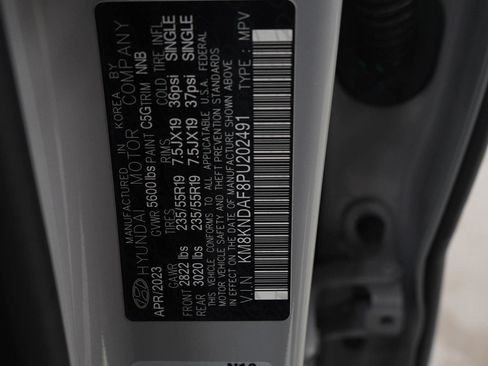 MANUFACTURED IN KOREA BY
HYUNDAI MOTOR COMPANY
APR/2023 GVWR 5600 lbs PAINT C5G TRIM NNB
GAWR TIRES RIMS COLD TIRE INFL
FRONT 2822 lbs 235/55R19 7.5JX19 36psi SINGLE
REAR 3020 lbs 235/55R19 7.5JX19 37psi SINGLE
THIS VEHICLE CONFORMS TO ALL APPLICABLE U.S.A. FEDERAL
MOTOR VEHICLE SAFETY AND THEFT PREVENTION STANDARDS
IN EFFECT ON THE DATE OF MANUFACTURE SHOWN ABOVE
V.I.N : KM8KNDAF8PU202491 TYPE : MPV